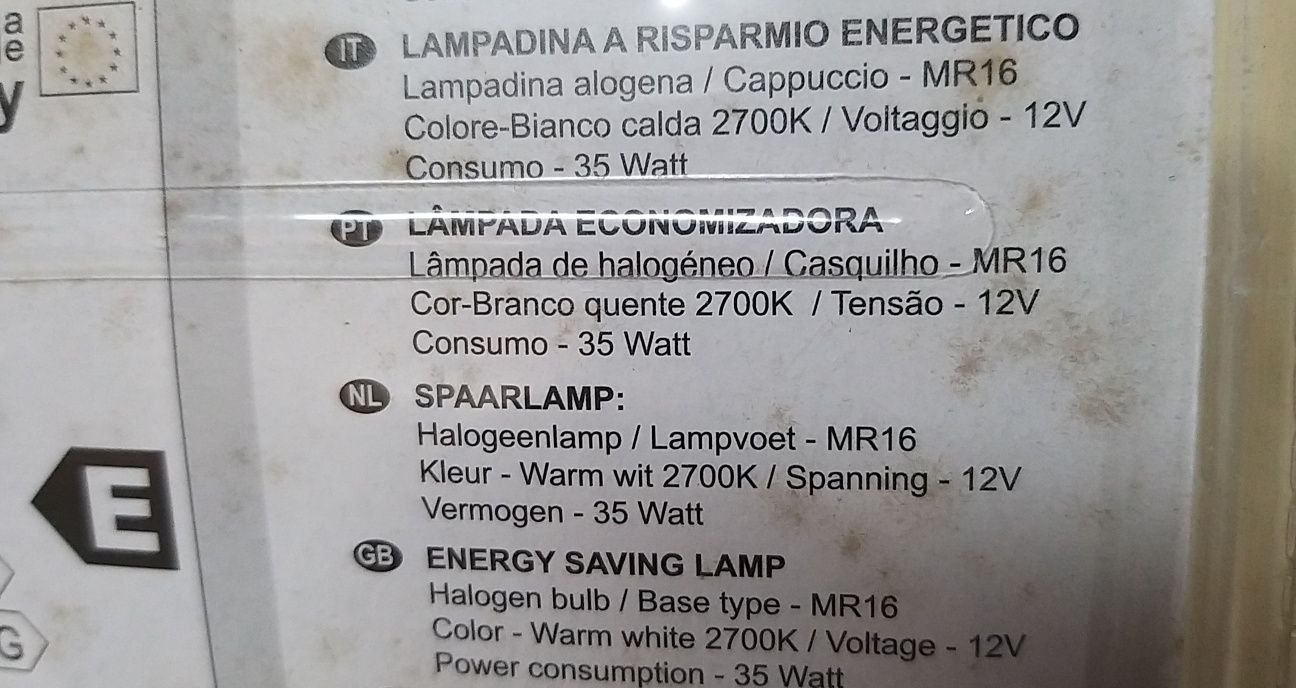 a
e
y
IT LAMPADINA A RISPARMIO ENERGETICO
Lampadina alogena / Cappuccio - MR16
Colore-Bianco calda 2700K / Voltaggio - 12V
Consumo - 35 Watt
PT LÂMPADA ECONOMIZADORA
Lâmpada de halogéneo / Casquilho - MR16
Cor-Branco quente 2700K / Tensão - 12V
Consumo - 35 Watt
NL SPAARLAMP:
Halogeenlamp / Lampvoet - MR16
Kleur - Warm wit 2700K / Spanning - 12V
Vermogen - 35 Watt
E
GB ENERGY SAVING LAMP
Halogen bulb / Base type - MR16
Color - Warm white 2700K / Voltage - 12V
Power consumption - 35 Watt
G